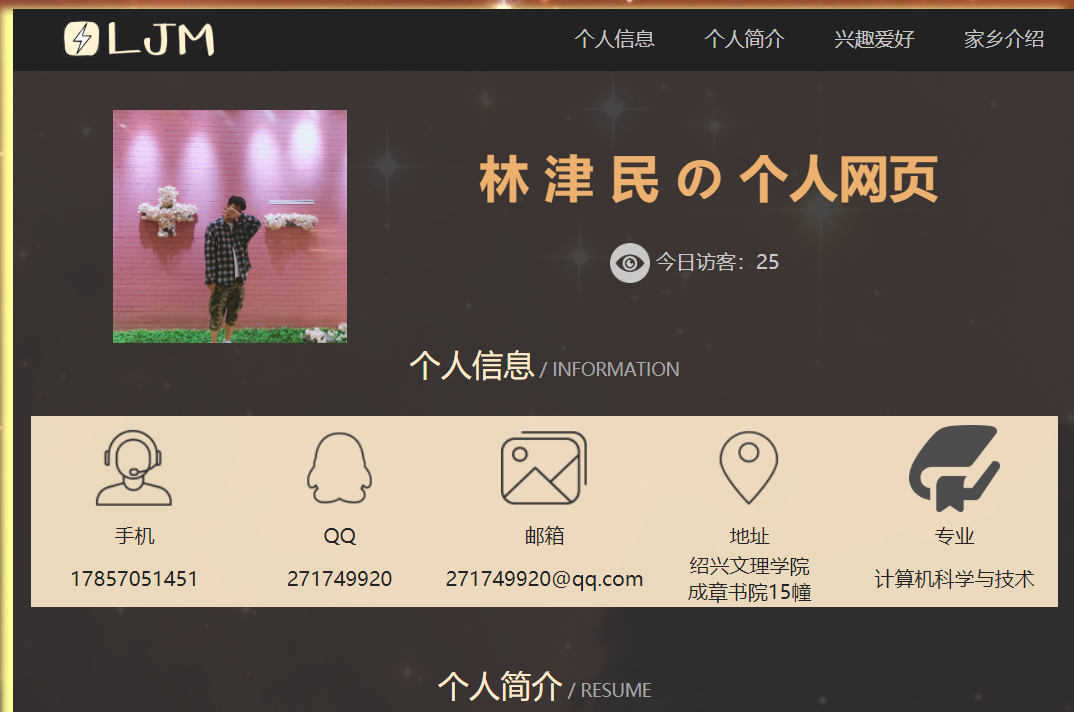 LJM
个人信息 个人简介 兴趣爱好 家乡介绍
林 津 民 の 个人网页
今日访客：25
个人信息 / INFORMATION
手机 QQ 邮箱 地址 专业
17857051451 271749920 271749920@qq.com 绍兴文理学院 计算机科学与技术
成章书院15幢
个人简介 / RESUME